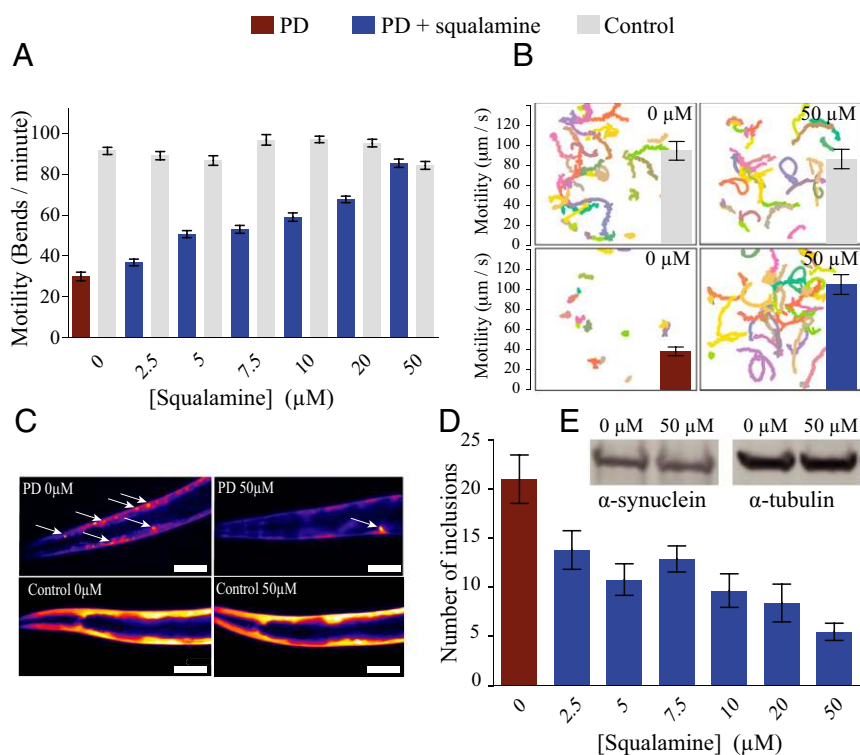 PD
PD + squalamine
Control
A
Motility (Bends / minute)
100
80
60
40
20
0
0
2.5
5
7.5
10
20
50
[Squalamine] (µM)
B
Motility (µm / s)
140
120
100
80
60
40
20
0
0 µM
50 µM
Motility (µm / s)
140
120
100
80
60
40
20
0
0 µM
50 µM
C
PD 0µM
PD 50µM
Control 0µM
Control 50µM
D
Number of inclusions
25
20
15
10
5
0
0
2.5
5
7.5
10
20
50
[Squalamine] (µM)
E
0 µM 50 µM
α-synuclein
0 µM 50 µM
α-tubulin